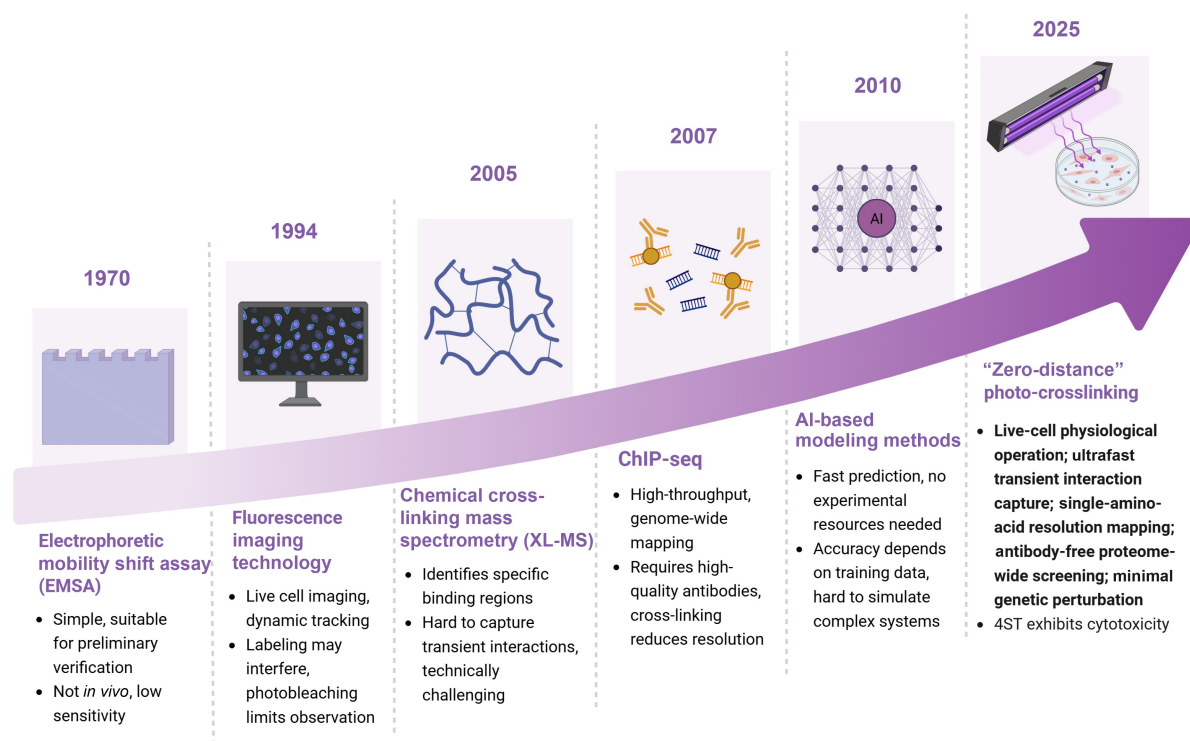 1970
Electrophoretic
mobility shift assay
(EMSA)
• Simple, suitable
for preliminary
verification
• Not in vivo, low
sensitivity
1994
Fluorescence
imaging
technology
• Live cell imaging,
dynamic tracking
• Labeling may
interfere,
photobleaching
limits observation
2005
Chemical cross-
linking mass
spectrometry (XL-MS)
• Identifies specific
binding regions
• Hard to capture
transient interactions,
technically
challenging
2007
ChIP-seq
• High-throughput,
genome-wide
mapping
• Requires high-
quality antibodies,
cross-linking
reduces resolution
2010
AI
AI-based
modeling methods
• Fast prediction, no
experimental
resources needed
• Accuracy depends
on training data,
hard to simulate
complex systems
2025
“Zero-distance”
photo-crosslinking
• Live-cell physiological
operation; ultrafast
transient interaction
capture; single-amino-
acid resolution mapping;
antibody-free proteome-
wide screening; minimal
genetic perturbation
• 4ST exhibits cytotoxicity